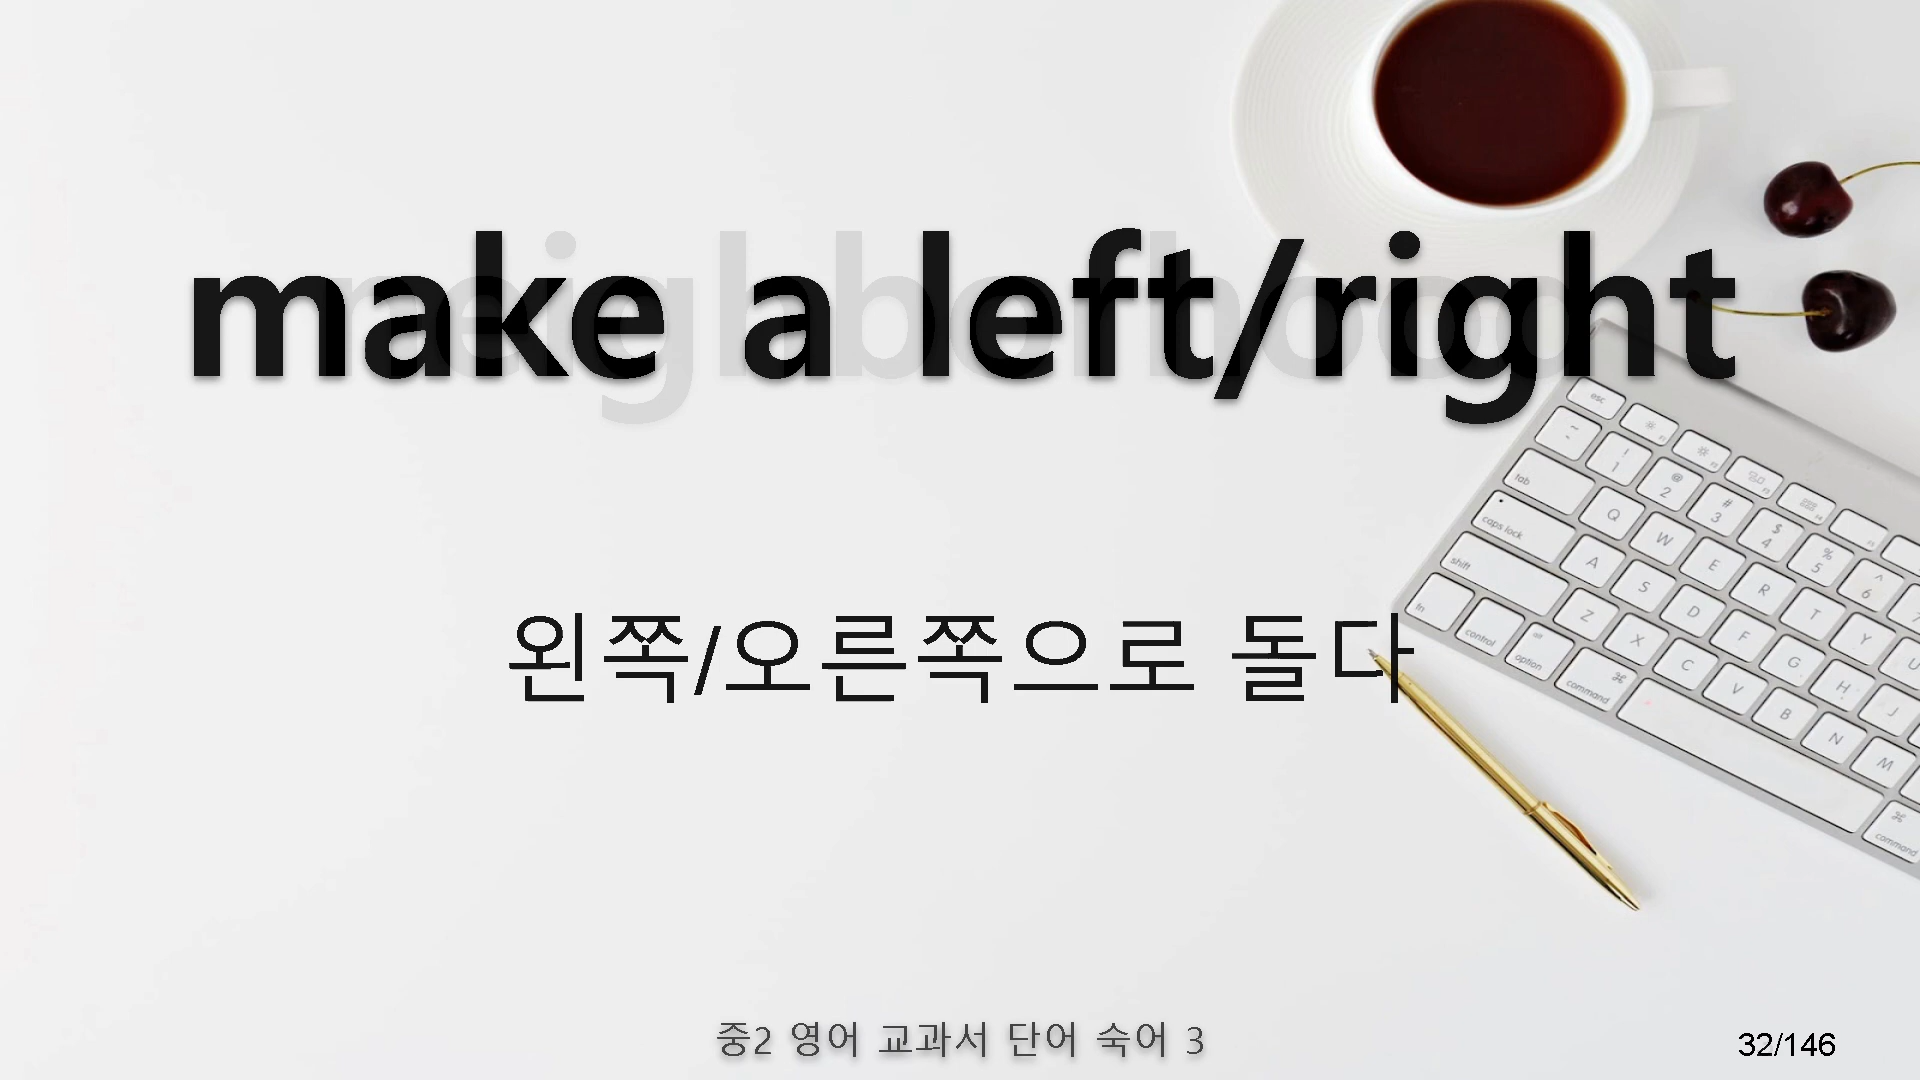 make a left/right
neighborhood
왼쪽/오른쪽으로 돌다
중2 영어 교과서 단어 숙어 3
32/146